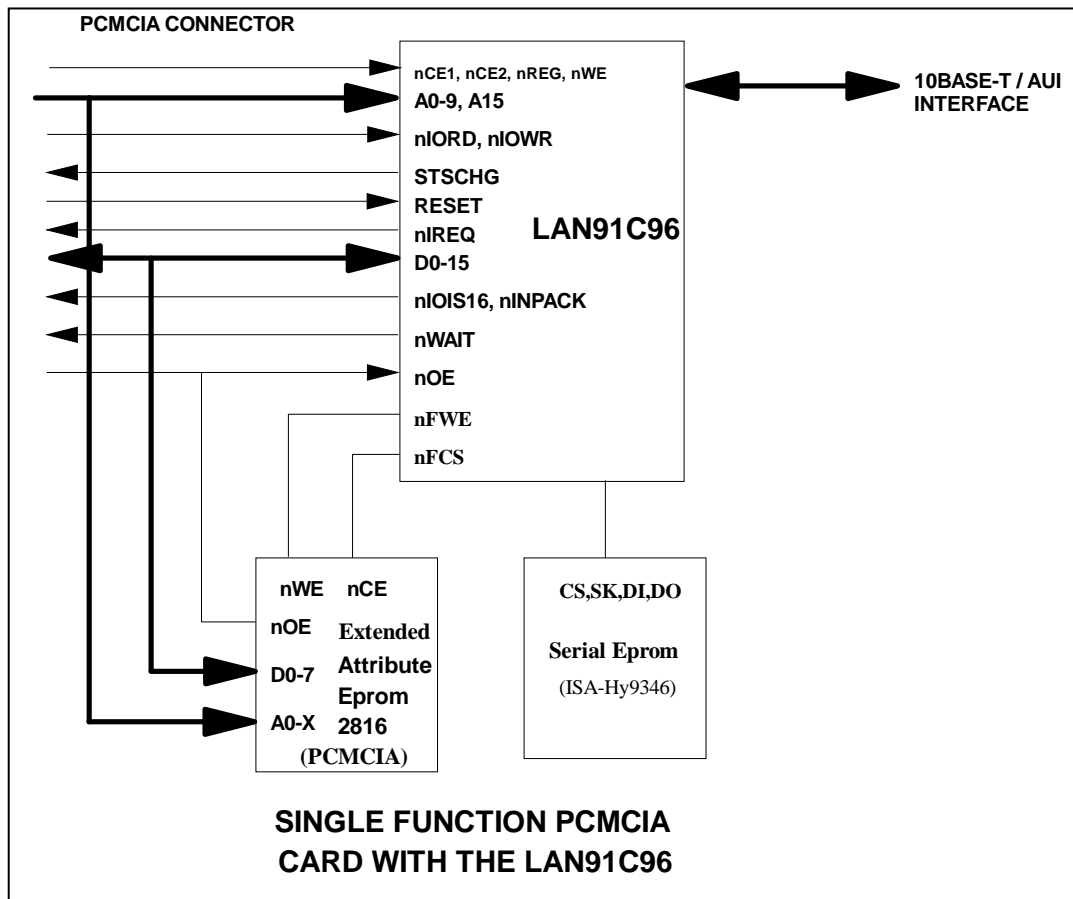 PCMCIA CONNECTOR
nCE1, nCE2, nREG, nWE
A0-9, A15
nIORD, nIOWR
STSCHG
RESET
nIREQ
D0-15
nIOIS16, nINPACK
nWAIT
nOE
nFWE
nFCS
LAN91C96
10BASE-T / AUI
INTERFACE
nWE nCE
nOE Extended
D0-7 Attribute
Eprom
A0-X 2816
(PCMCIA)
CS,SK,DI,DO
Serial Eprom
(ISA-Hy9346)
SINGLE FUNCTION PCMCIA
CARD WITH THE LAN91C96